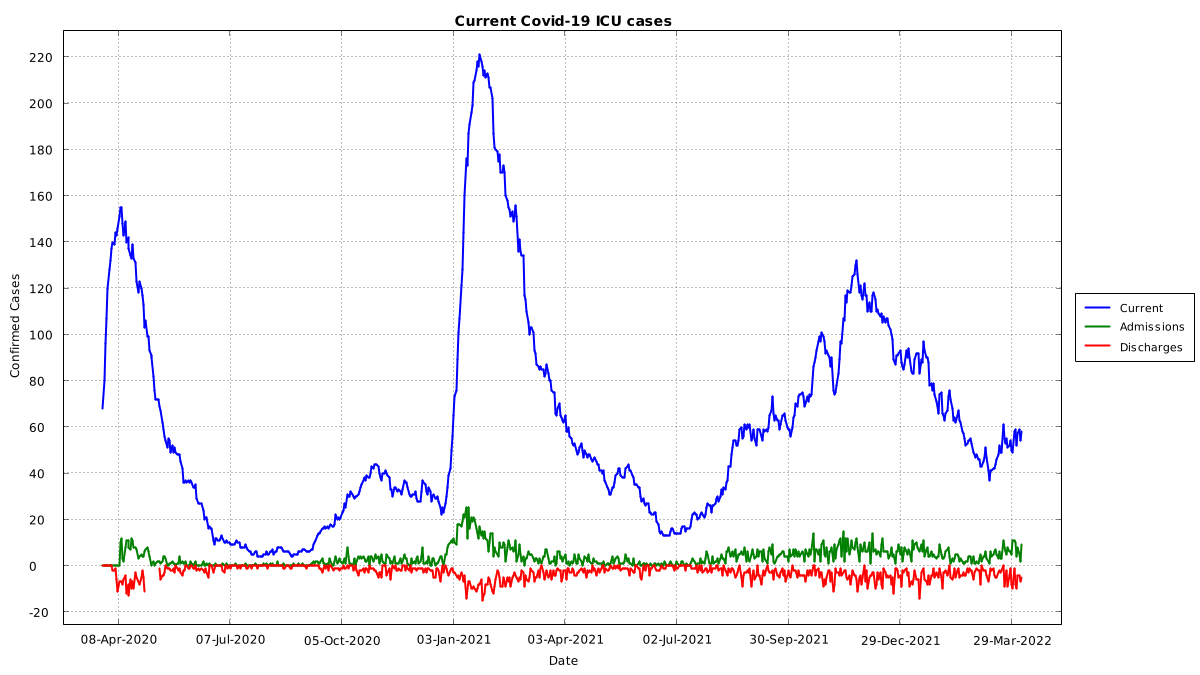 Current Covid-19 ICU cases
220
200
180
160
140
120
100
80
60
40
20
0
-20
Confirmed Cases
08-Apr-2020 07-Jul-2020 05-Oct-2020 03-Jan-2021 03-Apr-2021 02-Jul-2021 30-Sep-2021 29-Dec-2021 29-Mar-2022
Date
Current
Admissions
Discharges